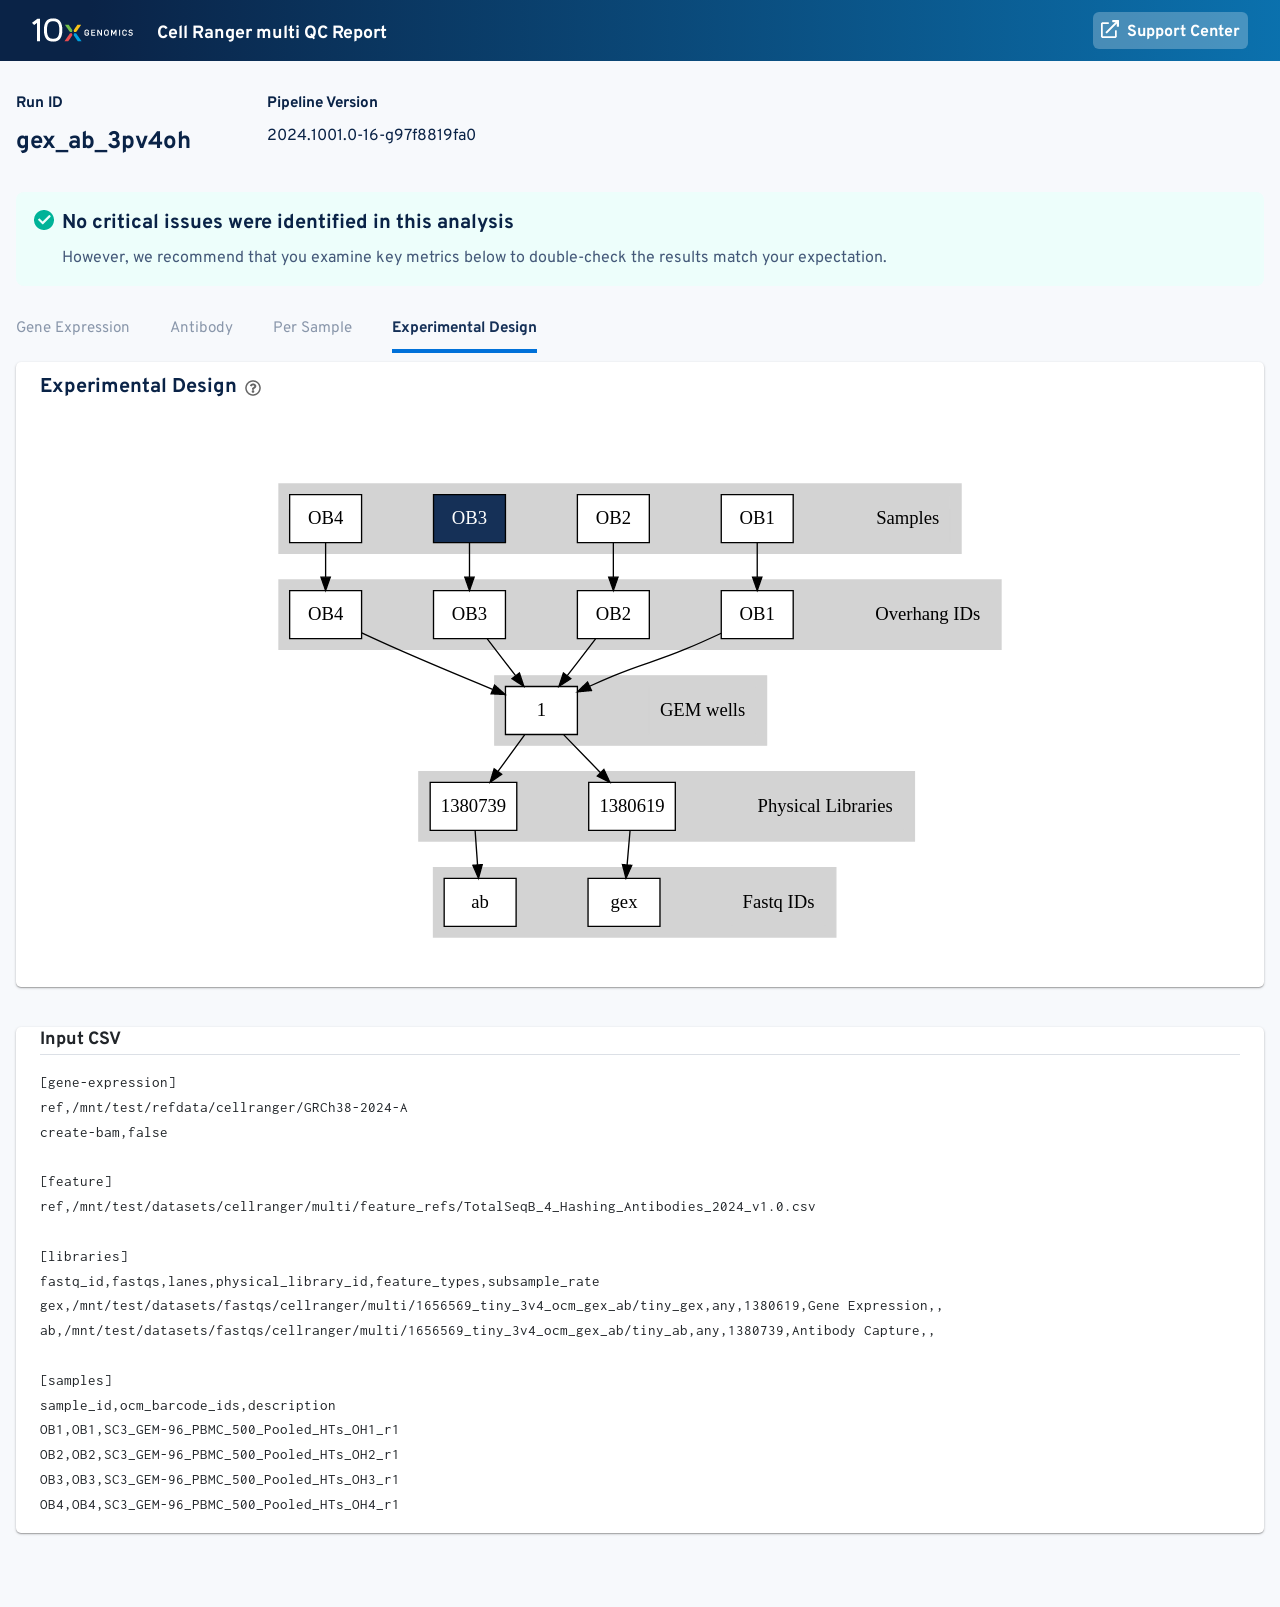 10x GENOMICS Cell Ranger multi QC Report Support Center
Run ID Pipeline Version
gex_ab_3pv4oh 2024.1001.0-16-g97f8819fa0
No critical issues were identified in this analysis
However, we recommend that you examine key metrics below to double-check the results match your expectation.
Gene Expression Antibody Per Sample Experimental Design
Experimental Design ?
OB4 OB3 OB2 OB1 Samples
OB4 OB3 OB2 OB1 Overhang IDs
1 GEM wells
1380739 1380619 Physical Libraries
ab gex Fastq IDs
Input CSV
[gene-expression]
ref,/mnt/test/refdata/cellranger/GRCh38-2024-A
create-bam,false
[feature]
ref,/mnt/test/datasets/cellranger/multi/feature_refs/TotalSeqB_4_Hashing_Antibodies_2024_v1.0.csv
[libraries]
fastq_id,fastqs,lanes,physical_library_id,feature_types,subsample_rate
gex,/mnt/test/datasets/fastqs/cellranger/multi/1656569_tiny_3v4_ocm_gex_ab/tiny_gex,any,1380619,Gene Expression,,
ab,/mnt/test/datasets/fastqs/cellranger/multi/1656569_tiny_3v4_ocm_gex_ab/tiny_ab,any,1380739,Antibody Capture,,
[samples]
sample_id,ocm_barcode_ids,description
OB1,OB1,SC3_GEM-96_PBMC_500_Pooled_HTs_OH1_r1
OB2,OB2,SC3_GEM-96_PBMC_500_Pooled_HTs_OH2_r1
OB3,OB3,SC3_GEM-96_PBMC_500_Pooled_HTs_OH3_r1
OB4,OB4,SC3_GEM-96_PBMC_500_Pooled_HTs_OH4_r1